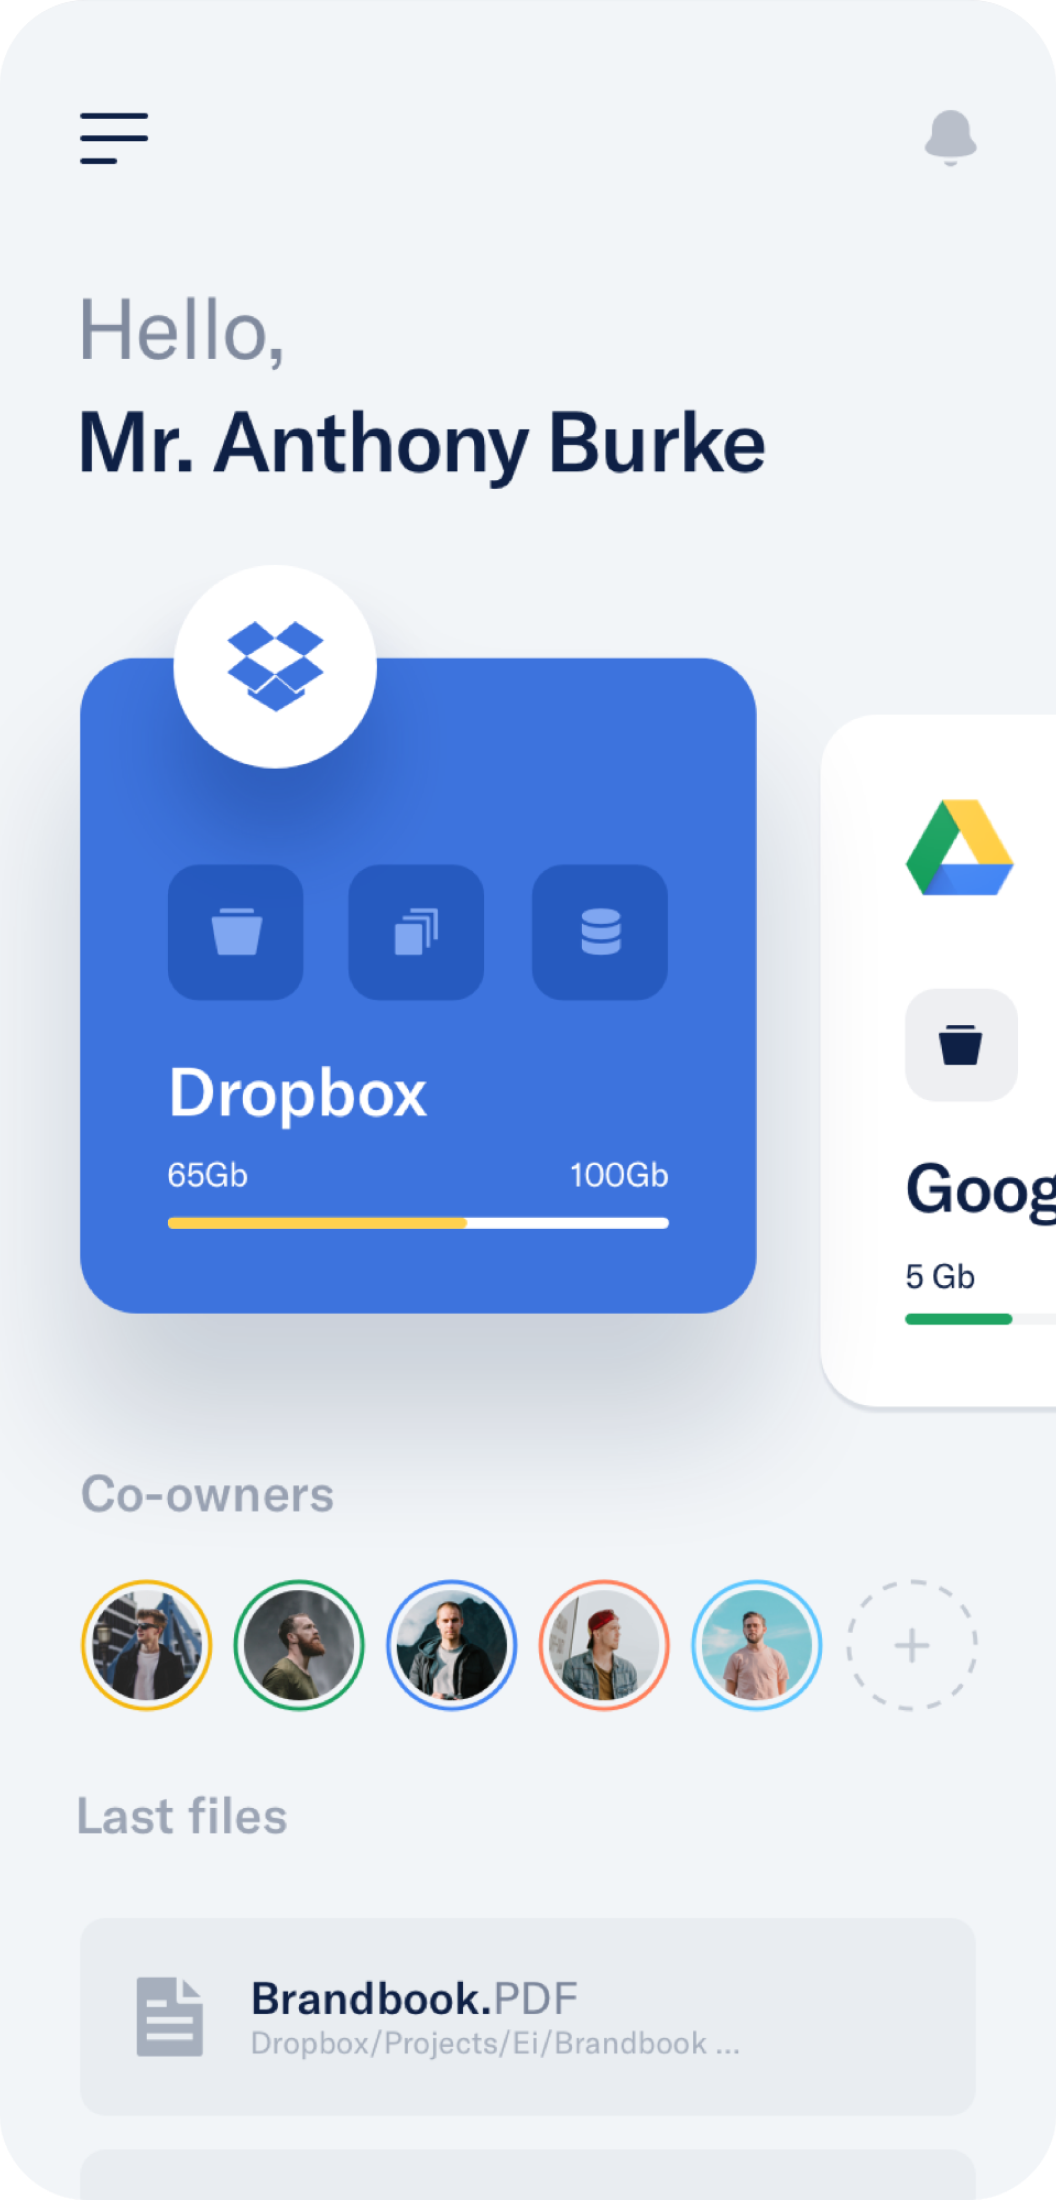 Hello,
Mr. Anthony Burke
Dropbox
65Gb 100Gb
Goog
5 Gb
Co-owners
Last files
Brandbook.PDF
Dropbox/Projects/Ei/Brandbook ...